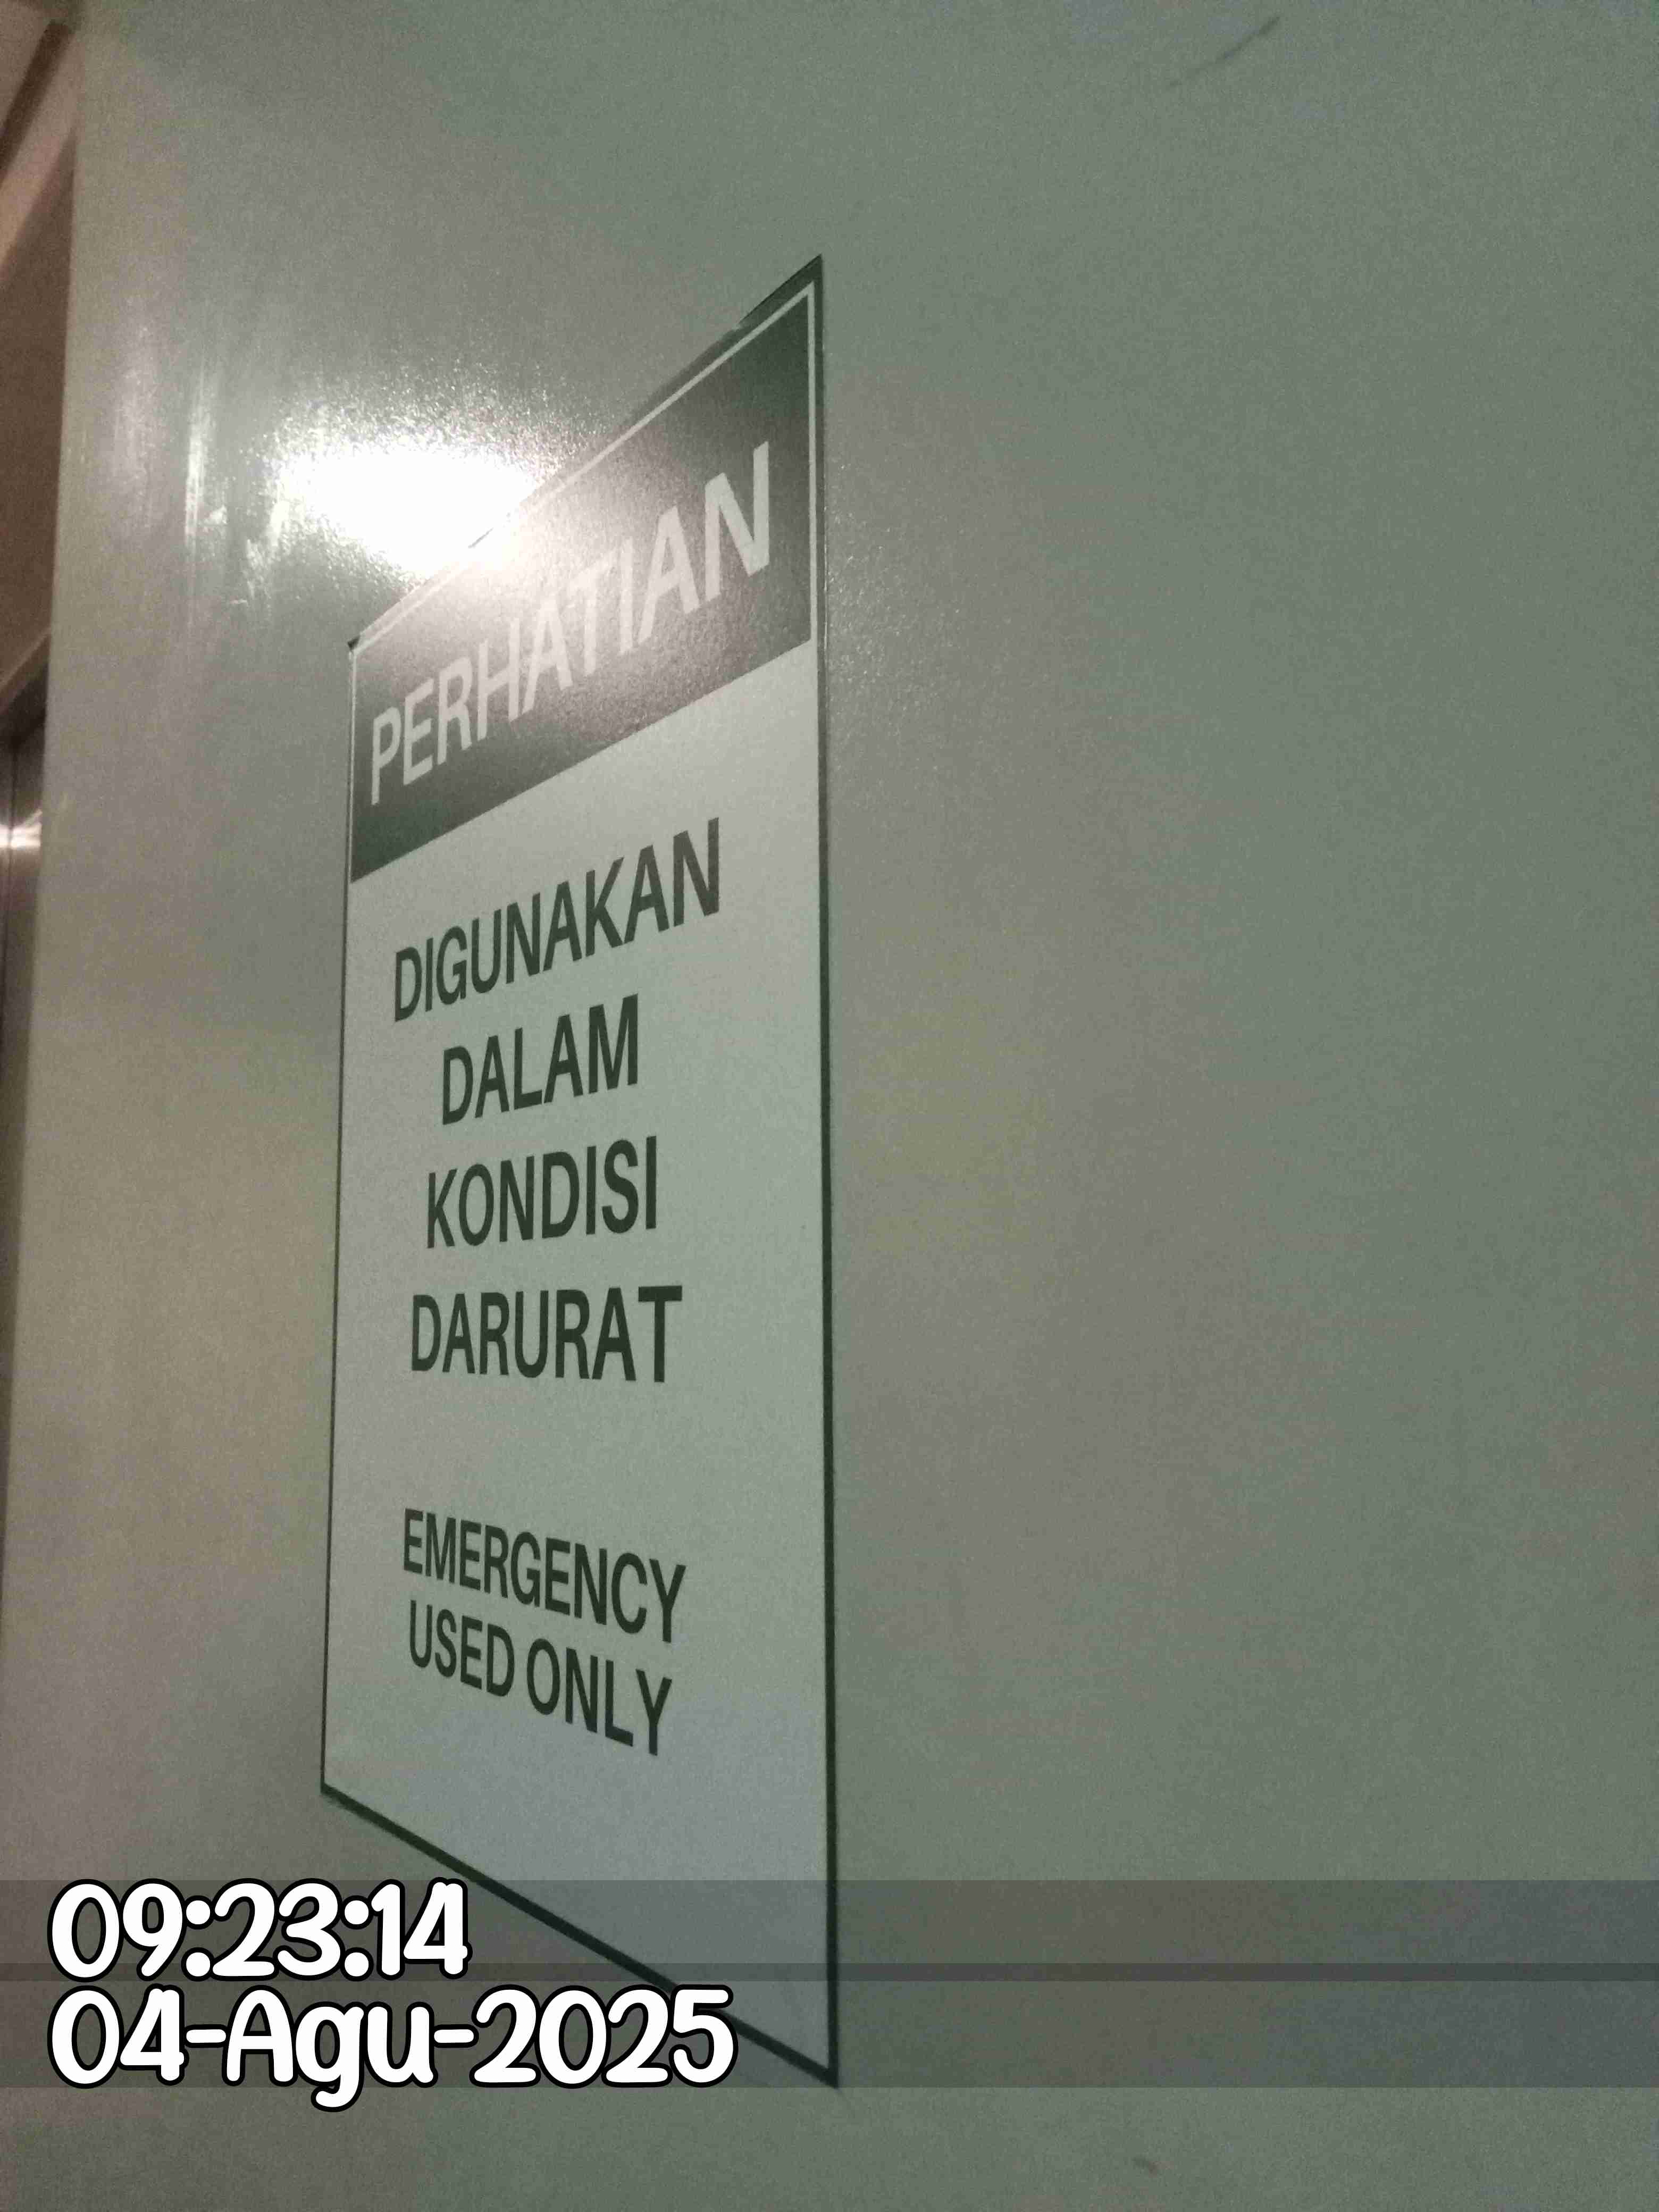 PERHATIAN
DIGUNAKAN
DALAM
KONDISI
DARURAT
EMERGENCY
USED ONLY
09:23:14
04-Agu-2025